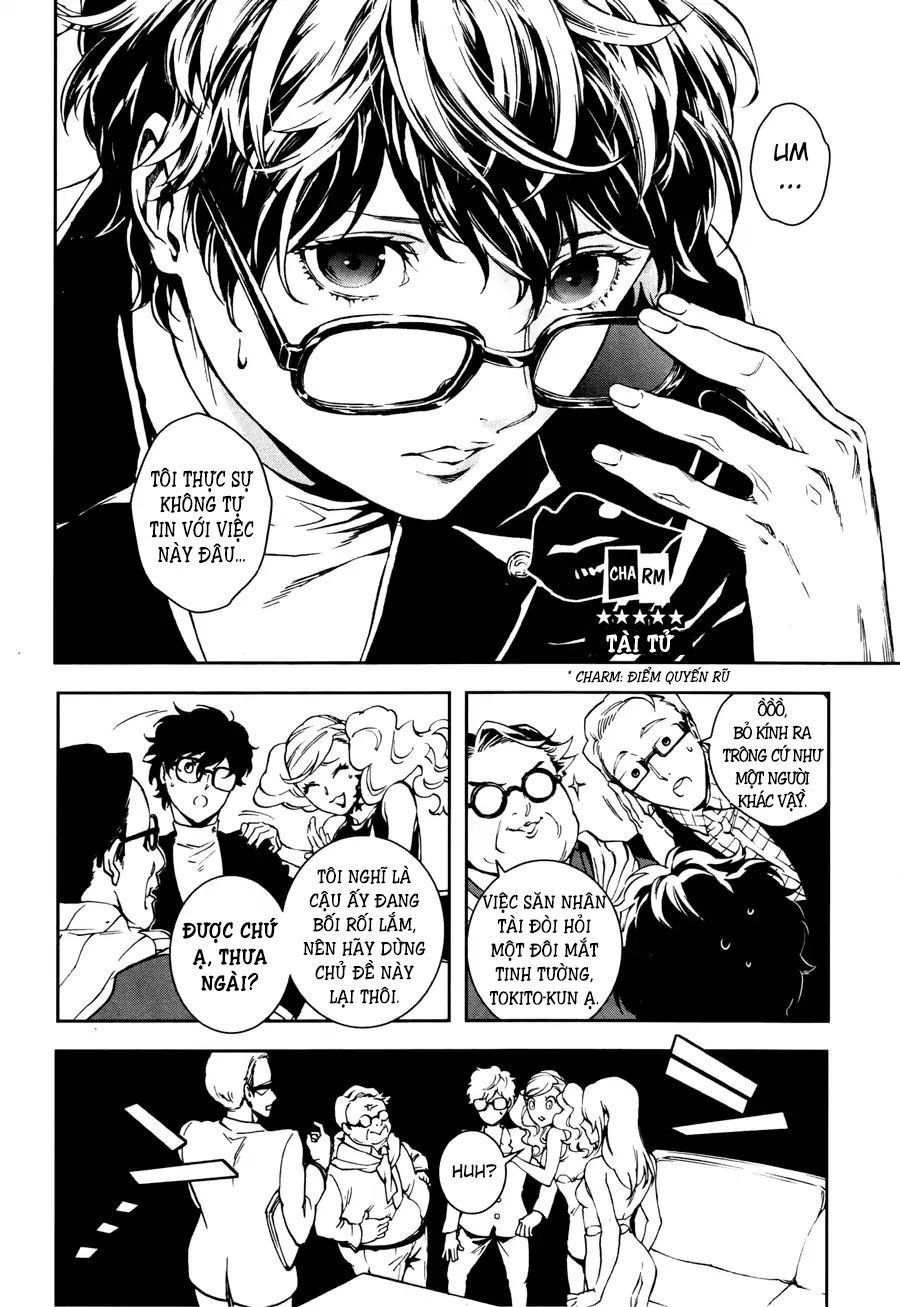 UM
...
TÔI THỰC SỰ
KHÔNG TỰ
TIN VỚI VIỆC
NÀY ĐÂU...
CHARM
★★★★★
TÀI TỬ
* CHARM: ĐIỂM QUYẾN RŨ
ỒỒỒ,
BỎ KÍNH RA
TRÔNG CỨ NHƯ
MỘT NGƯỜI
KHÁC VẬY.
VIỆC SĂN NHÂN
TÀI ĐÒI HỎI
MỘT ĐÔI MẮT
TINH TƯỜNG,
TOKITO-KUN Ạ.
TÔI NGHĨ LÀ
CẬU ẤY ĐANG
BỐI RỐI LẮM,
NÊN HÃY DỪNG
CHỦ ĐỀ NÀY
LẠI THÔI.
ĐƯỢC CHỨ
Ạ, THƯA
NGÀI?
HUH?